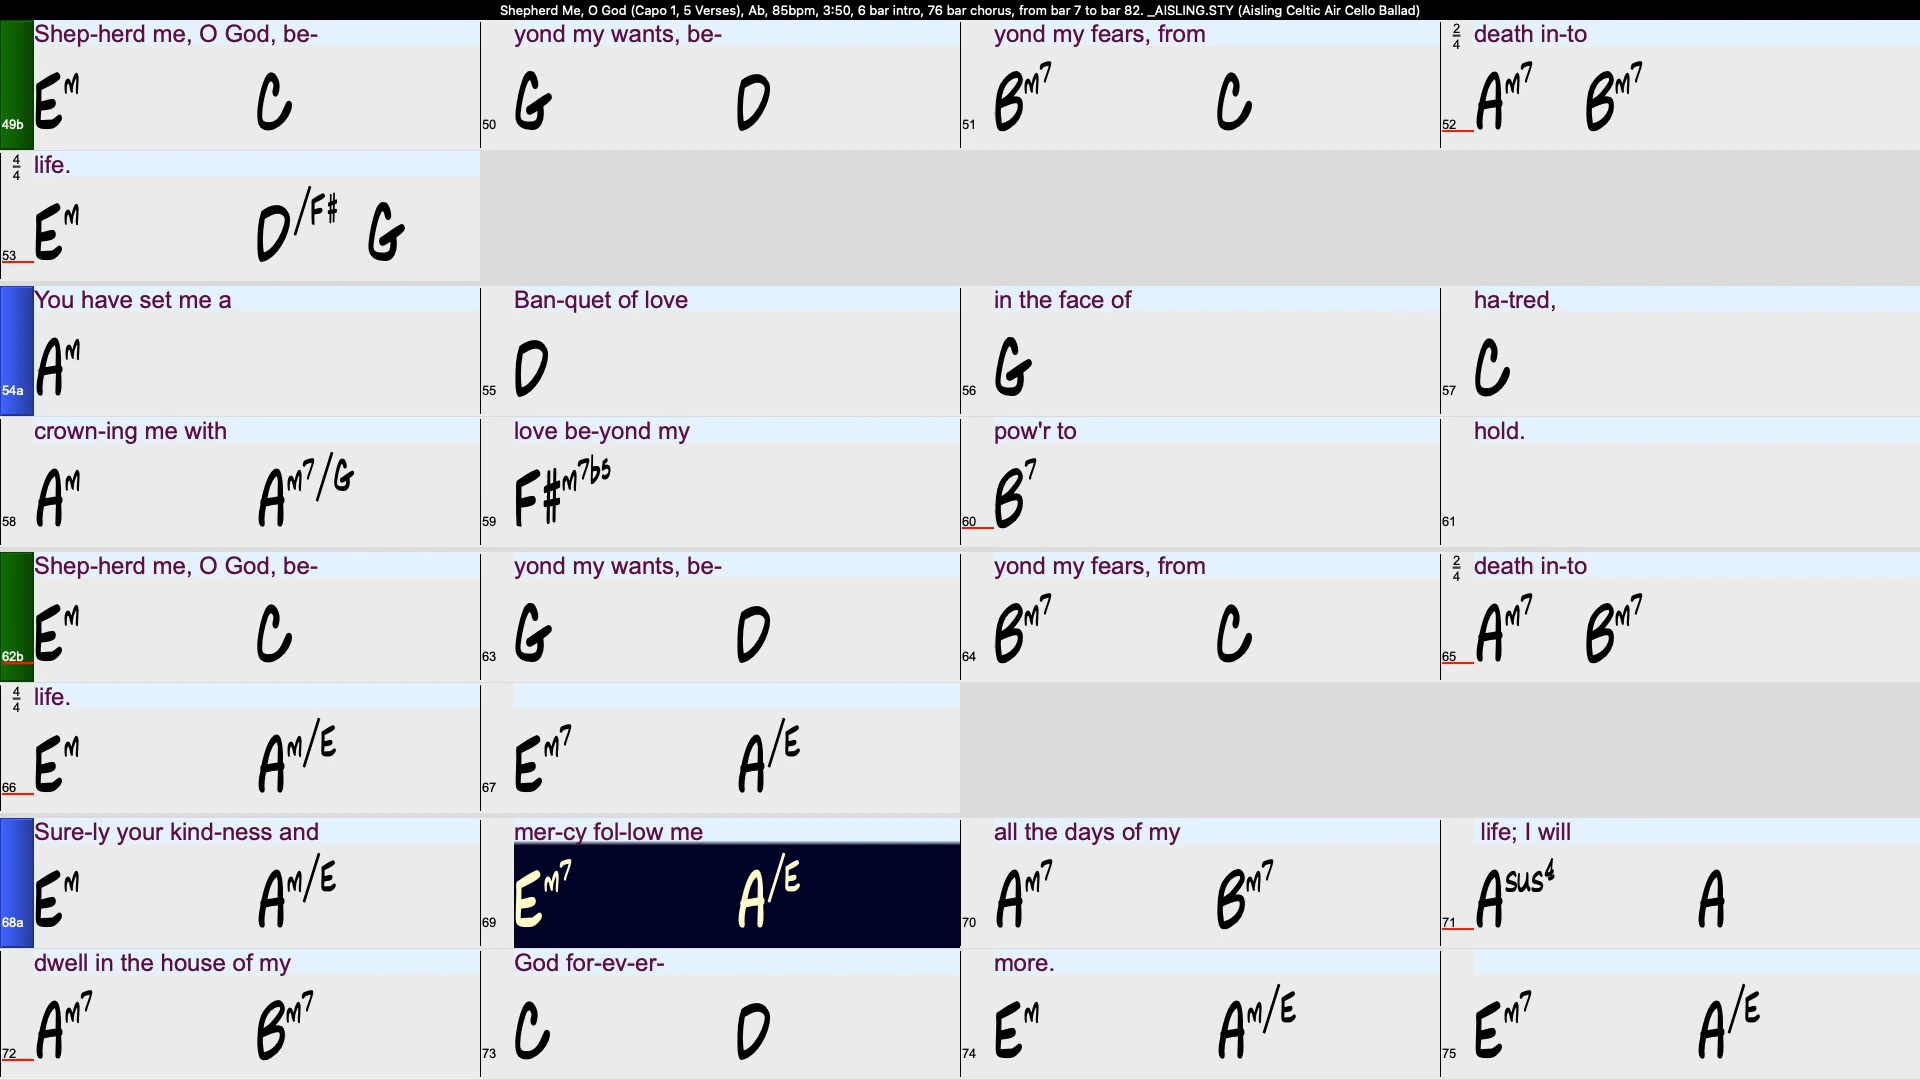 Shepherd Me, O God (Capo 1, 5 Verses), Ab, 85bpm, 3:50, 6 bar intro, 76 bar chorus, from bar 7 to bar 82. _AISLING.STY (Aisling Celtic Air Cello Ballad)
Shep-herd me, O God, be- yond my wants, be- yond my fears, from 2/4 death in-to
49b Em C 50 G D 51 Bm7 C 52 Am7 Bm7
4/4 life.
53 Em D/F# G
You have set me a Ban-quet of love in the face of ha-tred,
54a Am 55 D 56 G 57 C
crown-ing me with love be-yond my pow'r to hold.
58 Am Am7/G 59 F#m7b5 60 B7 61
Shep-herd me, O God, be- yond my wants, be- yond my fears, from 2/4 death in-to
62b Em C 63 G D 64 Bm7 C 65 Am7 Bm7
4/4 life.
66 Em Am/E 67 Em7 A/E
Sure-ly your kind-ness and mer-cy fol-low me all the days of my life; I will
68a Em Am/E 69 Em7 A/E 70 Am7 Bm7 71 Asus4 A
dwell in the house of my God for-ev-er- more.
72 Am7 Bm7 73 C D 74 Em Am/E 75 Em7 A/E